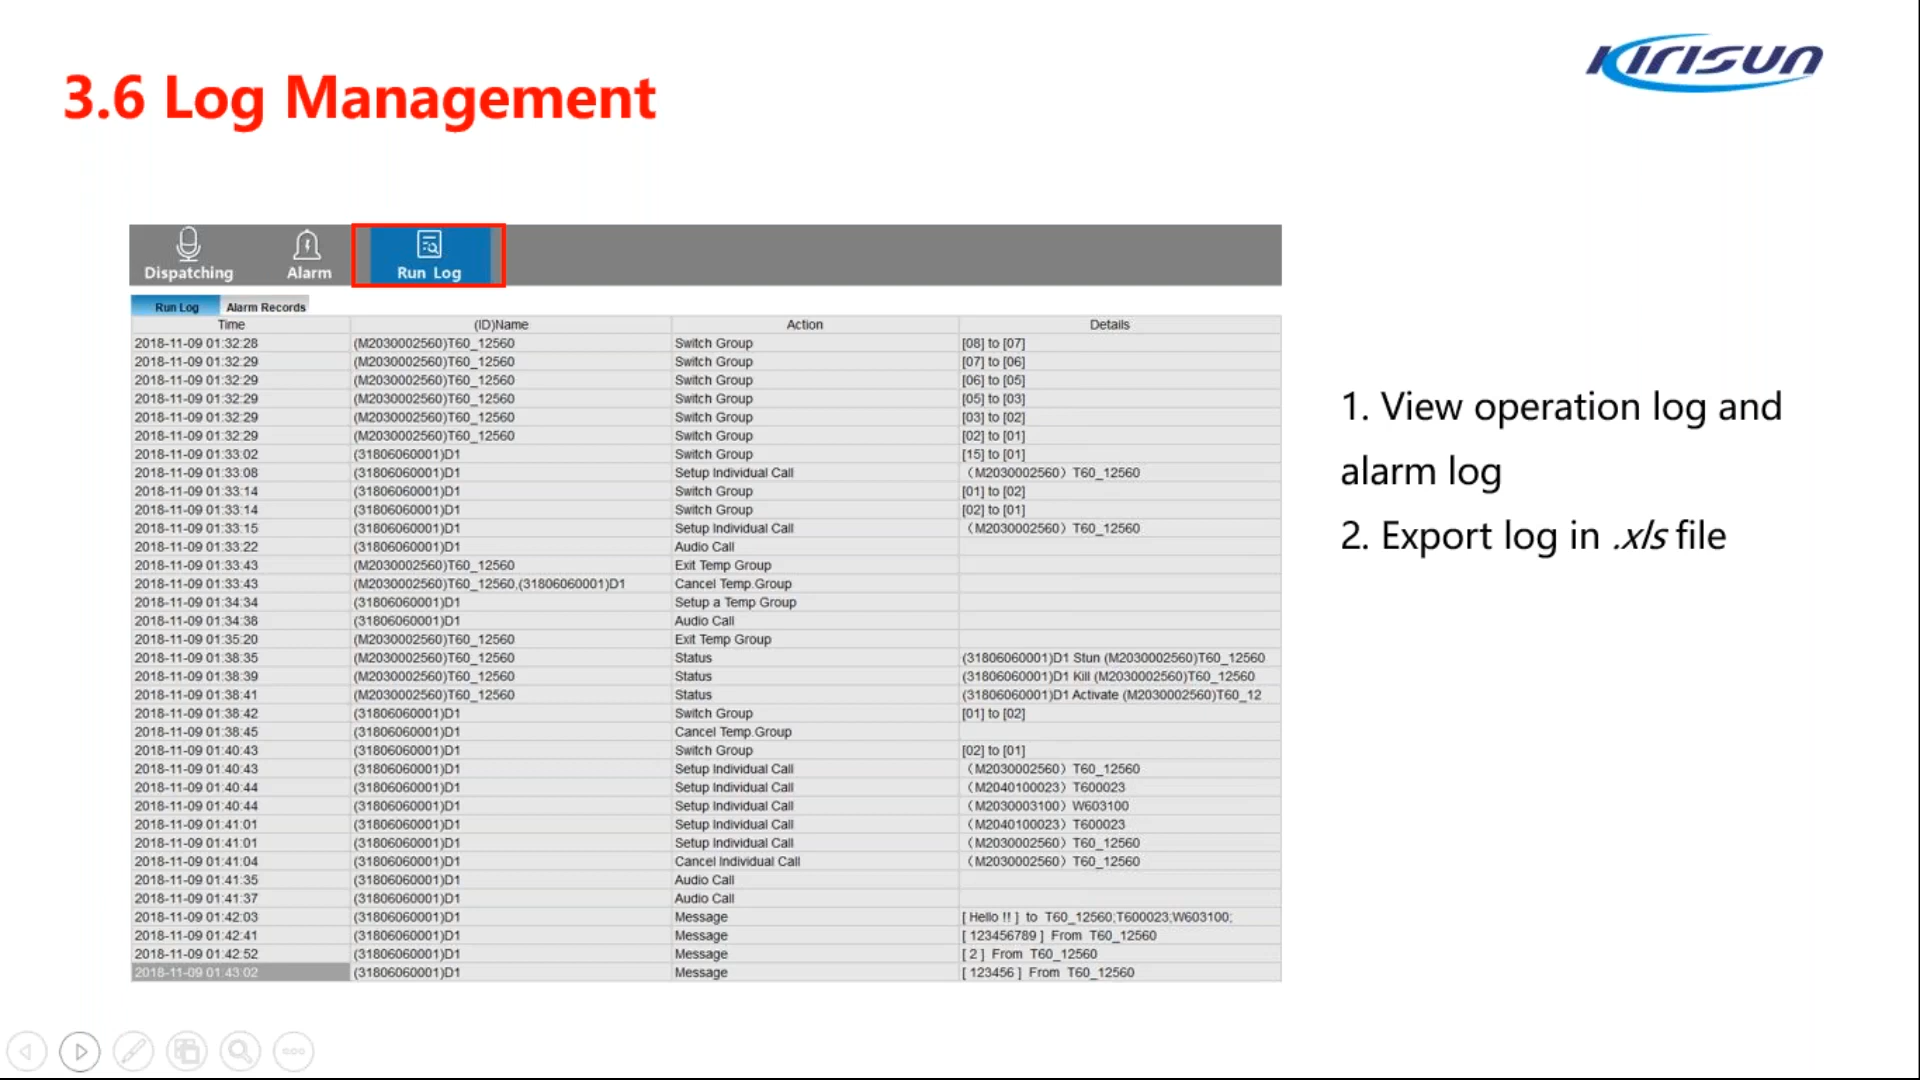 KIRISUN
3.6 Log Management
Dispatching Alarm Run Log
Run Log Alarm Records
Time (ID)Name Action Details
2018-11-09 01:32:28 (M2030002560)T60_12560 Switch Group [08] to [07]
2018-11-09 01:32:29 (M2030002560)T60_12560 Switch Group [07] to [06]
2018-11-09 01:32:29 (M2030002560)T60_12560 Switch Group [06] to [05]
2018-11-09 01:32:29 (M2030002560)T60_12560 Switch Group [05] to [03]
2018-11-09 01:32:29 (M2030002560)T60_12560 Switch Group [03] to [02]
2018-11-09 01:32:29 (M2030002560)T60_12560 Switch Group [02] to [01]
2018-11-09 01:33:02 (31806060001)D1 Switch Group [15] to [01]
2018-11-09 01:33:08 (31806060001)D1 Setup Individual Call （M2030002560）T60_12560
2018-11-09 01:33:14 (31806060001)D1 Switch Group [01] to [02]
2018-11-09 01:33:14 (31806060001)D1 Switch Group [02] to [01]
2018-11-09 01:33:15 (31806060001)D1 Setup Individual Call （M2030002560）T60_12560
2018-11-09 01:33:22 (31806060001)D1 Audio Call
2018-11-09 01:33:43 (M2030002560)T60_12560 Exit Temp Group
2018-11-09 01:33:43 (M2030002560)T60_12560,(31806060001)D1 Cancel Temp.Group
2018-11-09 01:34:34 (31806060001)D1 Setup a Temp Group
2018-11-09 01:34:38 (31806060001)D1 Audio Call
2018-11-09 01:35:20 (M2030002560)T60_12560 Exit Temp Group
2018-11-09 01:38:35 (M2030002560)T60_12560 Status (31806060001)D1 Stun (M2030002560)T60_12560
2018-11-09 01:38:39 (M2030002560)T60_12560 Status (31806060001)D1 Kill (M2030002560)T60_12560
2018-11-09 01:38:41 (M2030002560)T60_12560 Status (31806060001)D1 Activate (M2030002560)T60_12
2018-11-09 01:38:42 (31806060001)D1 Switch Group [01] to [02]
2018-11-09 01:38:45 (31806060001)D1 Cancel Temp.Group
2018-11-09 01:40:43 (31806060001)D1 Switch Group [02] to [01]
2018-11-09 01:40:43 (31806060001)D1 Setup Individual Call （M2030002560）T60_12560
2018-11-09 01:40:44 (31806060001)D1 Setup Individual Call （M2040100023）T600023
2018-11-09 01:40:44 (31806060001)D1 Setup Individual Call （M2030003100）W603100
2018-11-09 01:41:01 (31806060001)D1 Setup Individual Call （M2040100023）T600023
2018-11-09 01:41:01 (31806060001)D1 Setup Individual Call （M2030002560）T60_12560
2018-11-09 01:41:04 (31806060001)D1 Cancel Individual Call （M2030002560）T60_12560
2018-11-09 01:41:35 (31806060001)D1 Audio Call
2018-11-09 01:41:37 (31806060001)D1 Audio Call
2018-11-09 01:42:03 (31806060001)D1 Message [ Hello !! ] to T60_12560;T600023;W603100;
2018-11-09 01:42:41 (31806060001)D1 Message [ 123456789 ] From T60_12560
2018-11-09 01:42:52 (31806060001)D1 Message [ 2 ] From T60_12560
2018-11-09 01:43:02 (31806060001)D1 Message [ 123456 ] From T60_12560
1. View operation log and
alarm log
2. Export log in .xls file